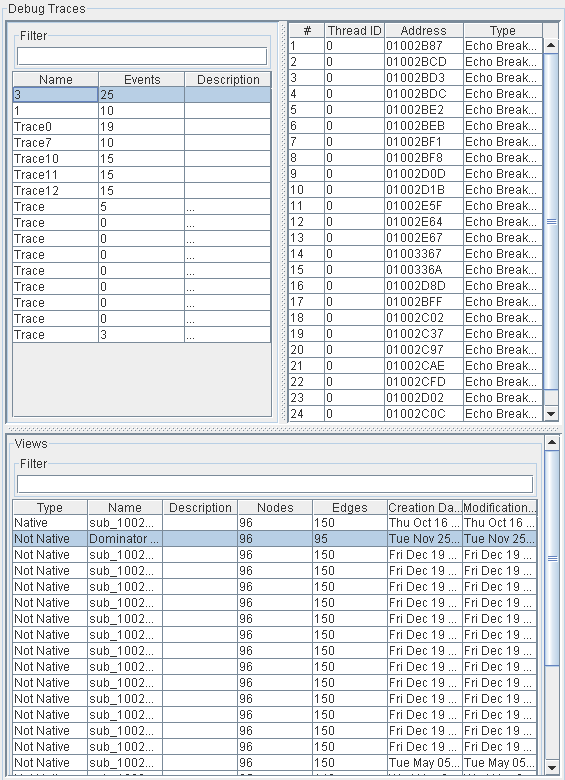 Debug Traces
Filter
Name Events Description
3 25
1 10
Trace0 19
Trace7 10
Trace10 15
Trace11 15
Trace12 15
Trace 5 ...
Trace 0 ...
Trace 0 ...
Trace 0 ...
Trace 0 ...
Trace 0 ...
Trace 0 ...
Trace 0 ...
Trace 3 ...
# Thread ID Address Type
1 0 01002B87 Echo Break...
2 0 01002BCD Echo Break...
3 0 01002BD3 Echo Break...
4 0 01002BDC Echo Break...
5 0 01002BE2 Echo Break...
6 0 01002BEB Echo Break...
7 0 01002BF1 Echo Break...
8 0 01002BF8 Echo Break...
9 0 01002D0D Echo Break...
10 0 01002D1B Echo Break...
11 0 01002E5F Echo Break...
12 0 01002E64 Echo Break...
13 0 01002E67 Echo Break...
14 0 01003367 Echo Break...
15 0 0100336A Echo Break...
16 0 01002D8D Echo Break...
17 0 01002BFF Echo Break...
18 0 01002C02 Echo Break...
19 0 01002C37 Echo Break...
20 0 01002C97 Echo Break...
21 0 01002CAE Echo Break...
22 0 01002CFD Echo Break...
23 0 01002D02 Echo Break...
24 0 01002C0C Echo Break...
Views
Filter
Type Name Description Nodes Edges Creation Da... Modification...
Native sub_1002... 96 150 Thu Oct 16 ... Thu Oct 16 ...
Not Native Dominator ... 96 95 Tue Nov 25... Tue Nov 25...
Not Native sub_1002... 96 150 Fri Dec 19 ... Fri Dec 19 ...
Not Native sub_1002... 96 150 Fri Dec 19 ... Fri Dec 19 ...
Not Native sub_1002... 96 150 Fri Dec 19 ... Fri Dec 19 ...
Not Native sub_1002... 96 150 Fri Dec 19 ... Fri Dec 19 ...
Not Native sub_1002... 96 150 Fri Dec 19 ... Fri Dec 19 ...
Not Native sub_1002... 96 150 Fri Dec 19 ... Fri Dec 19 ...
Not Native sub_1002... 96 150 Fri Dec 19 ... Fri Dec 19 ...
Not Native sub_1002... 96 150 Fri Dec 19 ... Fri Dec 19 ...
Not Native sub_1002... 96 150 Fri Dec 19 ... Fri Dec 19 ...
Not Native sub_1002... 96 150 Fri Dec 19 ... Fri Dec 19 ...
Not Native sub_1002... 96 150 Fri Dec 19 ... Fri Dec 19 ...
Not Native sub_1002... 96 150 Fri Dec 19 ... Fri Dec 19 ...
Not Native sub_1002... 96 150 Fri Dec 19 ... Fri Dec 19 ...
Not Native sub_1002... 96 150 Tue May 05... Tue May 05...